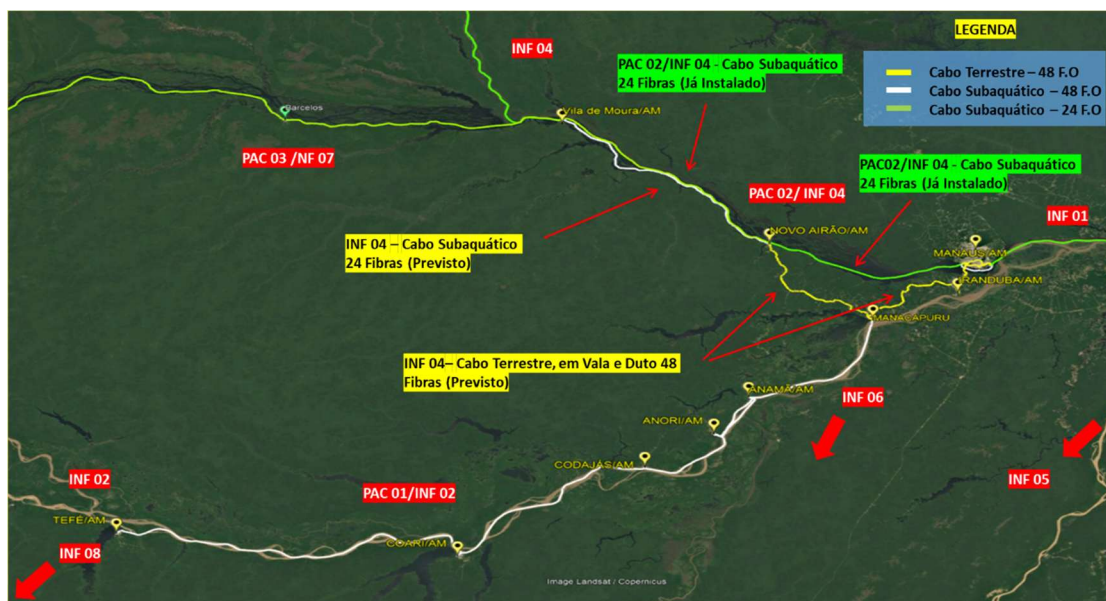 LEGENDA
Cabo Terrestre – 48 F.O
Cabo Subaquático – 48 F.O
Cabo Subaquático – 24 F.O
INF 04
PAC 02/INF 04 - Cabo Subaquático
24 Fibras (Já Instalado)
Barcelos
Vila de Moura/AM
PAC 03 /NF 07
PAC02/INF 04 - Cabo Subaquático
24 Fibras (Já Instalado)
PAC 02/ INF 04
INF 01
NOVO AIRÃO/AM
INF 04 – Cabo Subaquático
24 Fibras (Previsto)
MANAUS/AM
IRANDUBA/AM
MANACAPURU
INF 04– Cabo Terrestre, em Vala e Duto 48
Fibras (Previsto)
ANAMÃ/AM
INF 06
ANORI/AM
CODAJÁS/AM
INF 05
INF 02
PAC 01/INF 02
TEFÉ/AM
COARI/AM
INF 08
Image Landsat / Copernicus